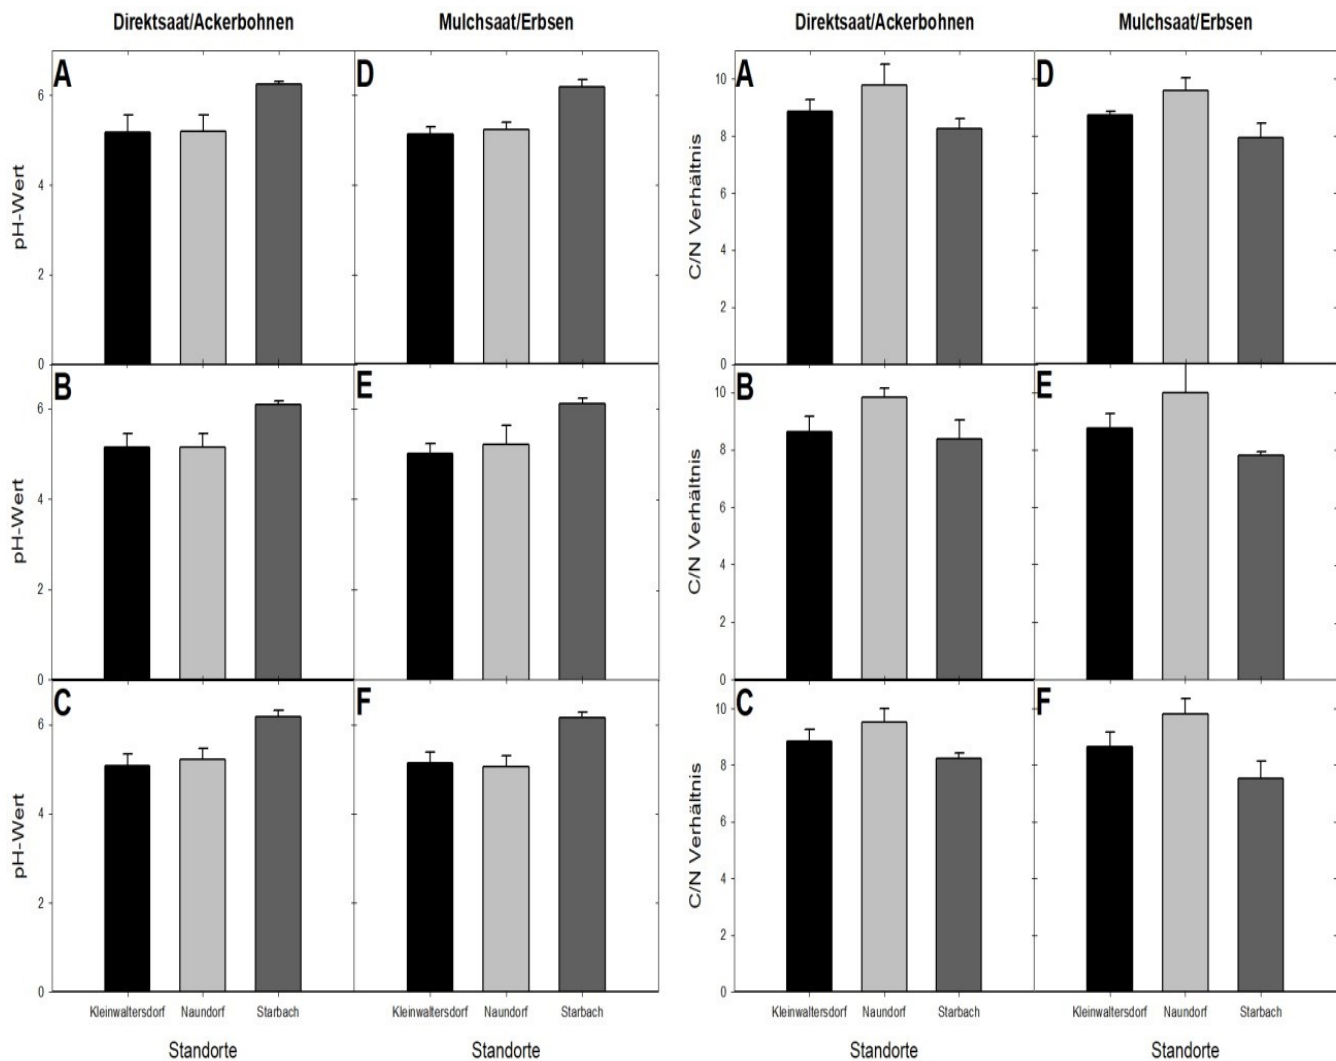 Direktsaat/Ackerbohnen Mulchsaat/Erbsen
A D
6
4
2
0
pH-Wert
B E
6
4
2
0
pH-Wert
C F
6
4
2
0
pH-Wert
Kleinwaltersdorf Naundorf Starbach Kleinwaltersdorf Naundorf Starbach
Standorte Standorte
Direktsaat/Ackerbohnen Mulchsaat/Erbsen
A D
10
8
6
4
2
0
C/N Verhältnis
B E
10
8
6
4
2
0
C/N Verhältnis
C F
10
8
6
4
2
0
C/N Verhältnis
Kleinwaltersdorf Naundorf Starbach Kleinwaltersdorf Naundorf Starbach
Standorte Standorte